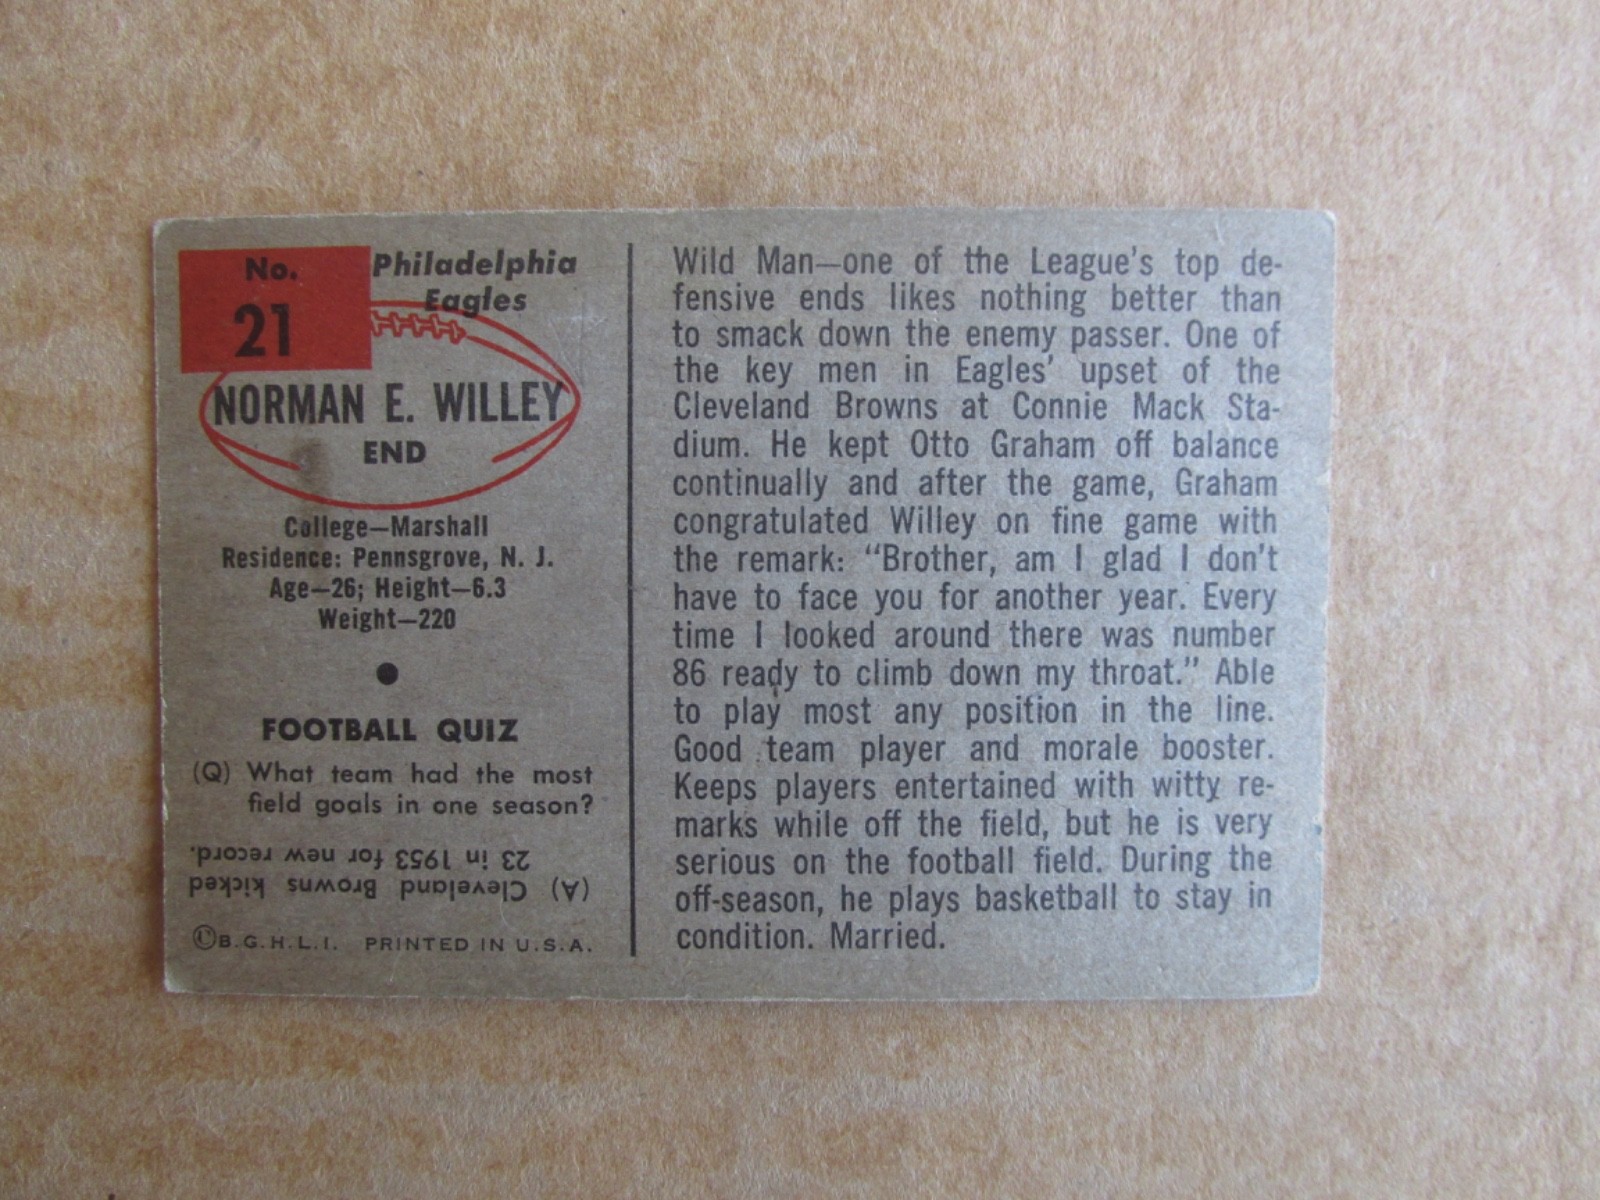 No.
21
Philadelphia
Eagles
NORMAN E. WILLEY
END
College—Marshall
Residence: Pennsgrove, N. J.
Age—26; Height—6.3
Weight—220
FOOTBALL QUIZ
(Q) What team had the most
field goals in one season?
(A) Cleveland Browns kicked
23 in 1953 for new record.
©B.G.H.L.I. PRINTED IN U.S.A.
Wild Man—one of the League's top de-
fensive ends likes nothing better than
to smack down the enemy passer. One of
the key men in Eagles' upset of the
Cleveland Browns at Connie Mack Sta-
dium. He kept Otto Graham off balance
continually and after the game, Graham
congratulated Willey on fine game with
the remark: "Brother, am I glad I don't
have to face you for another year. Every
time I looked around there was number
86 ready to climb down my throat." Able
to play most any position in the line.
Good team player and morale booster.
Keeps players entertained with witty re-
marks while off the field, but he is very
serious on the football field. During the
off-season, he plays basketball to stay in
condition. Married.